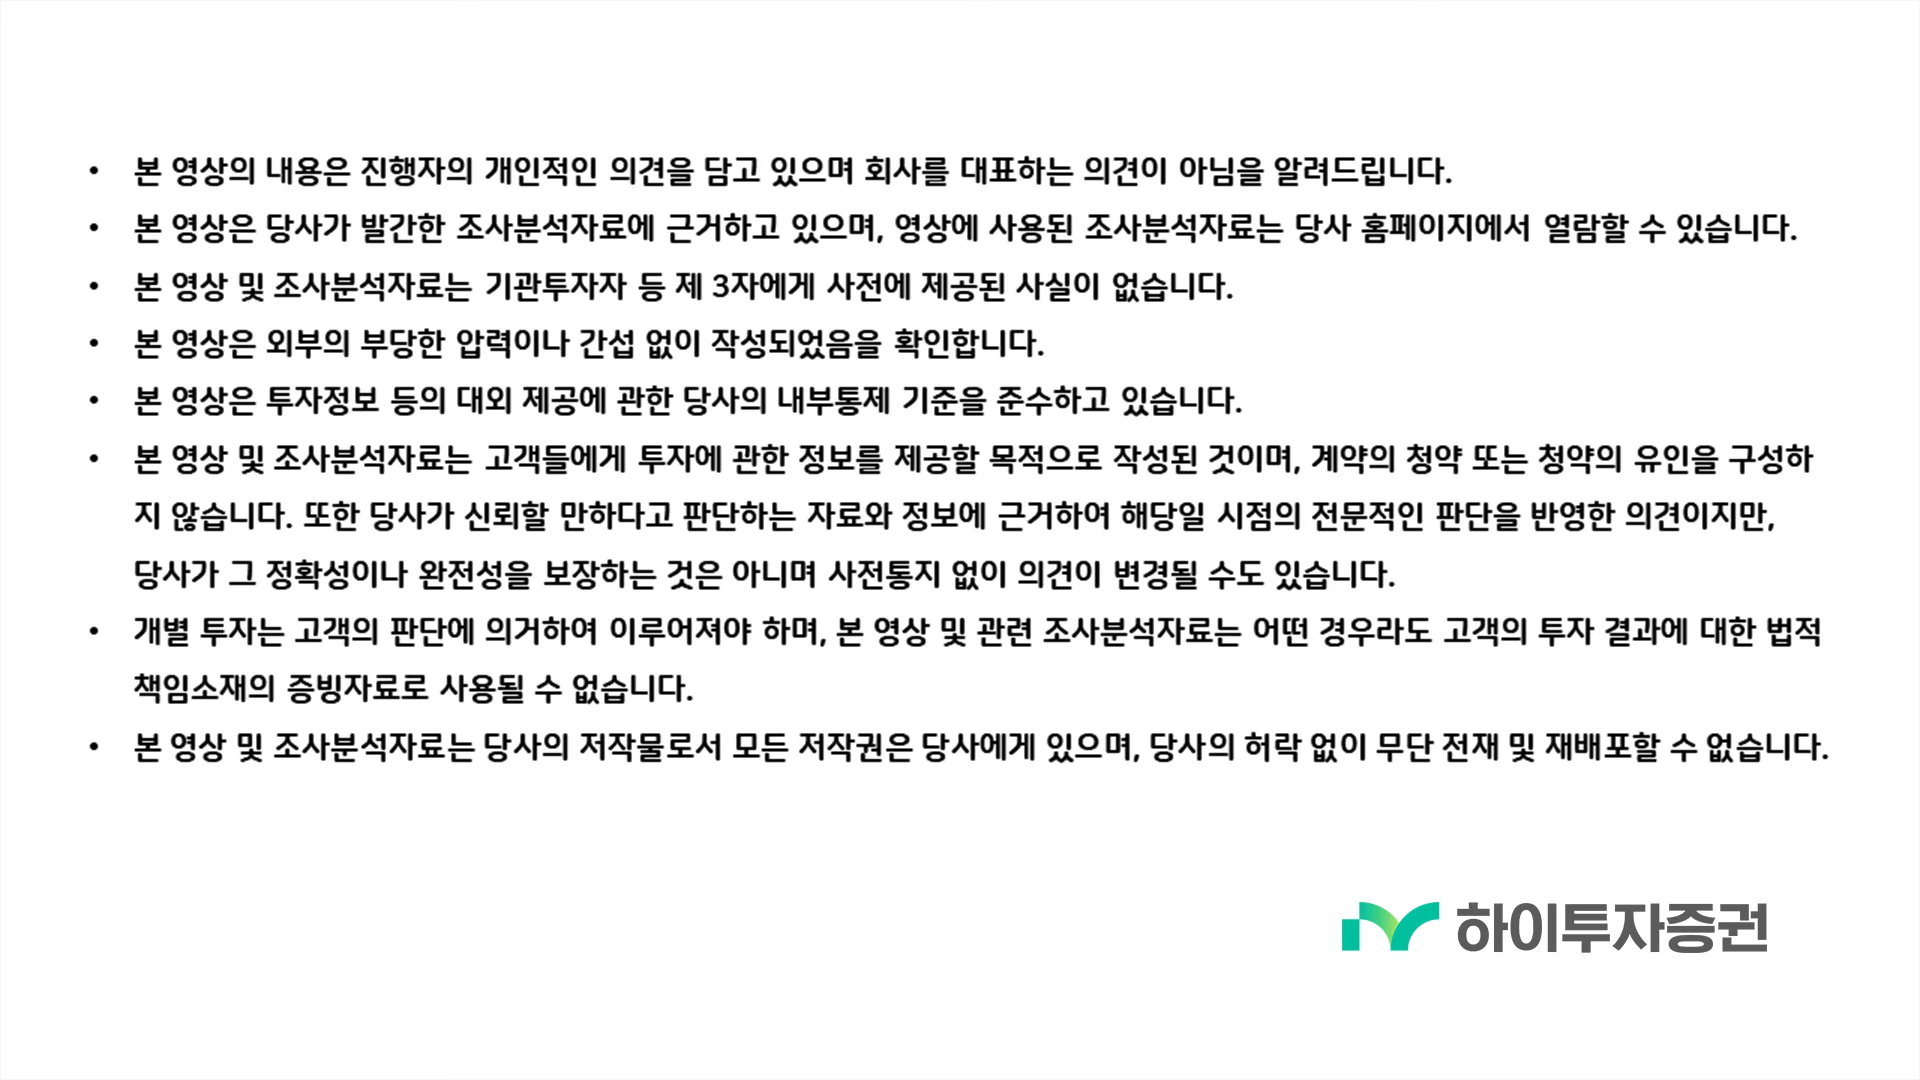 • 본 영상의 내용은 진행자의 개인적인 의견을 담고 있으며 회사를 대표하는 의견이 아님을 알려드립니다.
• 본 영상은 당사가 발간한 조사분석자료에 근거하고 있으며, 영상에 사용된 조사분석자료는 당사 홈페이지에서 열람할 수 있습니다.
• 본 영상 및 조사분석자료는 기관투자자 등 제 3자에게 사전에 제공된 사실이 없습니다.
• 본 영상은 외부의 부당한 압력이나 간섭 없이 작성되었음을 확인합니다.
• 본 영상은 투자정보 등의 대외 제공에 관한 당사의 내부통제 기준을 준수하고 있습니다.
• 본 영상 및 조사분석자료는 고객들에게 투자에 관한 정보를 제공할 목적으로 작성된 것이며, 계약의 청약 또는 청약의 유인을 구성하
지 않습니다. 또한 당사가 신뢰할 만하다고 판단하는 자료와 정보에 근거하여 해당일 시점의 전문적인 판단을 반영한 의견이지만,
당사가 그 정확성이나 완전성을 보장하는 것은 아니며 사전통지 없이 의견이 변경될 수도 있습니다.
• 개별 투자는 고객의 판단에 의거하여 이루어져야 하며, 본 영상 및 관련 조사분석자료는 어떤 경우라도 고객의 투자 결과에 대한 법적
책임소재의 증빙자료로 사용될 수 없습니다.
• 본 영상 및 조사분석자료는 당사의 저작물로서 모든 저작권은 당사에게 있으며, 당사의 허락 없이 무단 전재 및 재배포할 수 없습니다.
하이투자증권